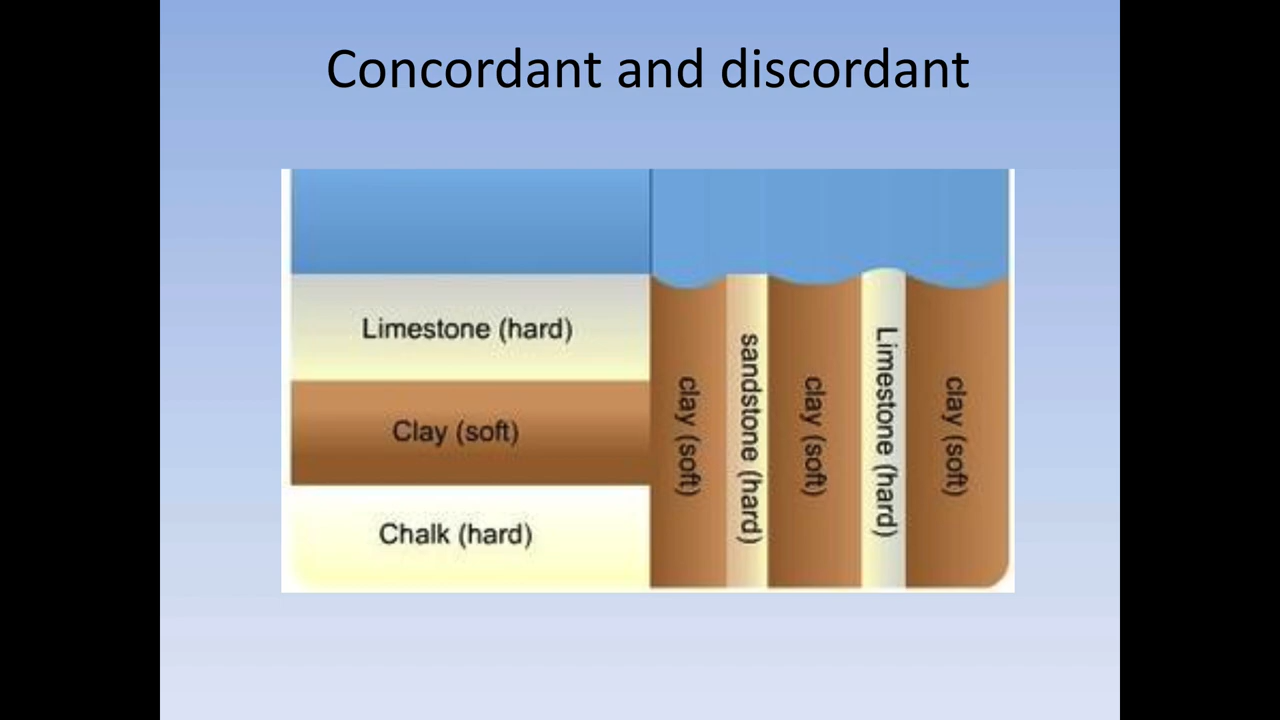 Concordant and discordant
Limestone (hard)
Clay (soft)
Chalk (hard)
clay (soft)
sandstone (hard)
clay (soft)
Limestone (hard)
clay (soft)